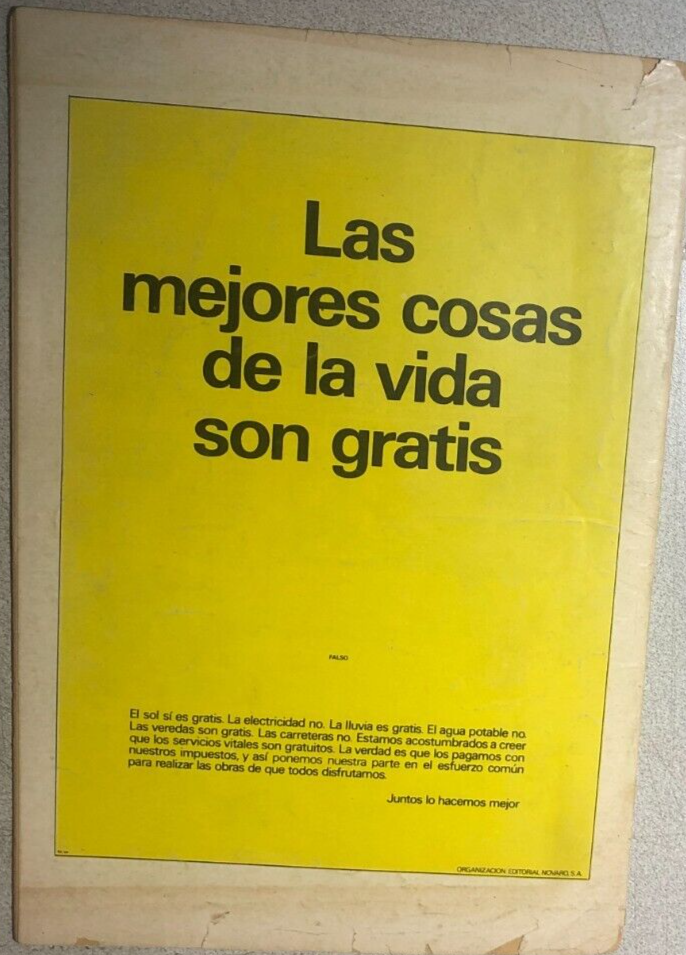 Las
mejores cosas
de la vida
son gratis
FALSO
El sol sí es gratis. La electricidad no. La lluvia es gratis. El agua potable no.
Las veredas son gratis. Las carreteras no. Estamos acostumbrados a creer
que los servicios vitales son gratuitos. La verdad es que los pagamos con
nuestros impuestos, y así ponemos nuestra parte en el esfuerzo común
para realizar las obras de que todos disfrutamos.
Juntos lo hacemos mejor
ORGANIZACION EDITORIAL NOVARO, S.A.